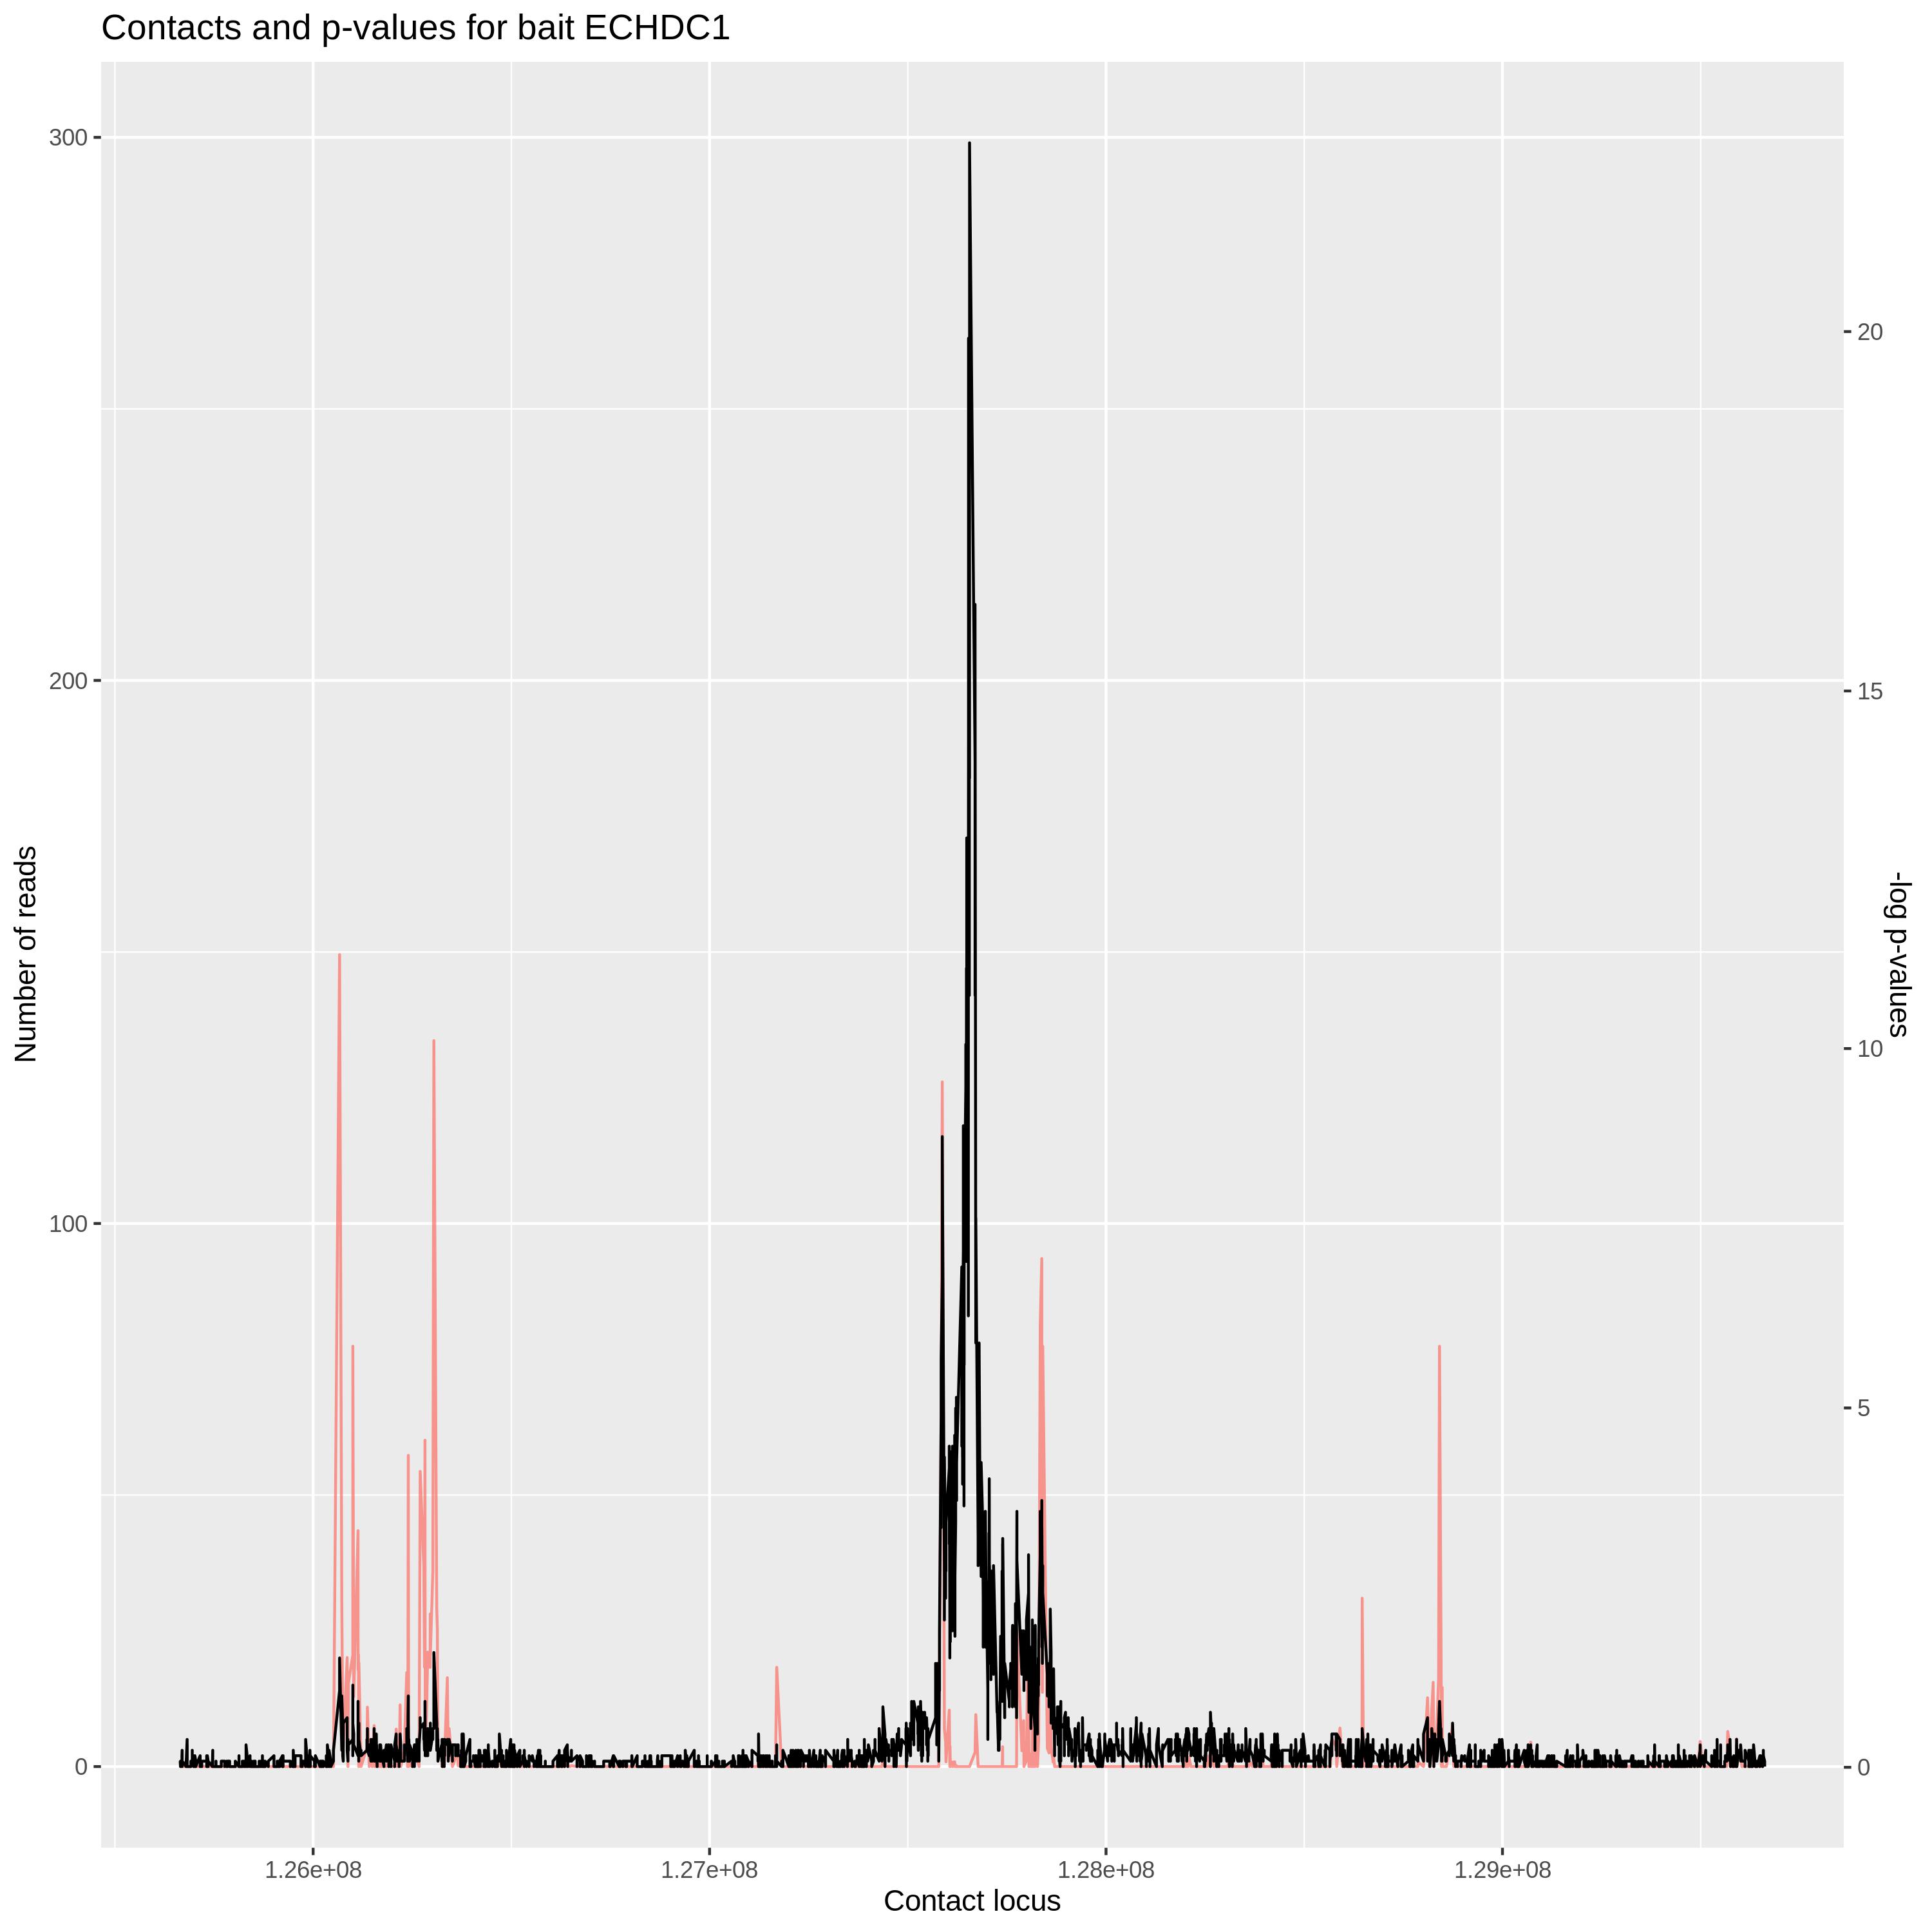 Contacts and p-values for bait ECHDC1
300
200
100
0
Number of reads
20
15
10
5
0
-log p-values
1.26e+08
1.27e+08
1.28e+08
1.29e+08
Contact locus